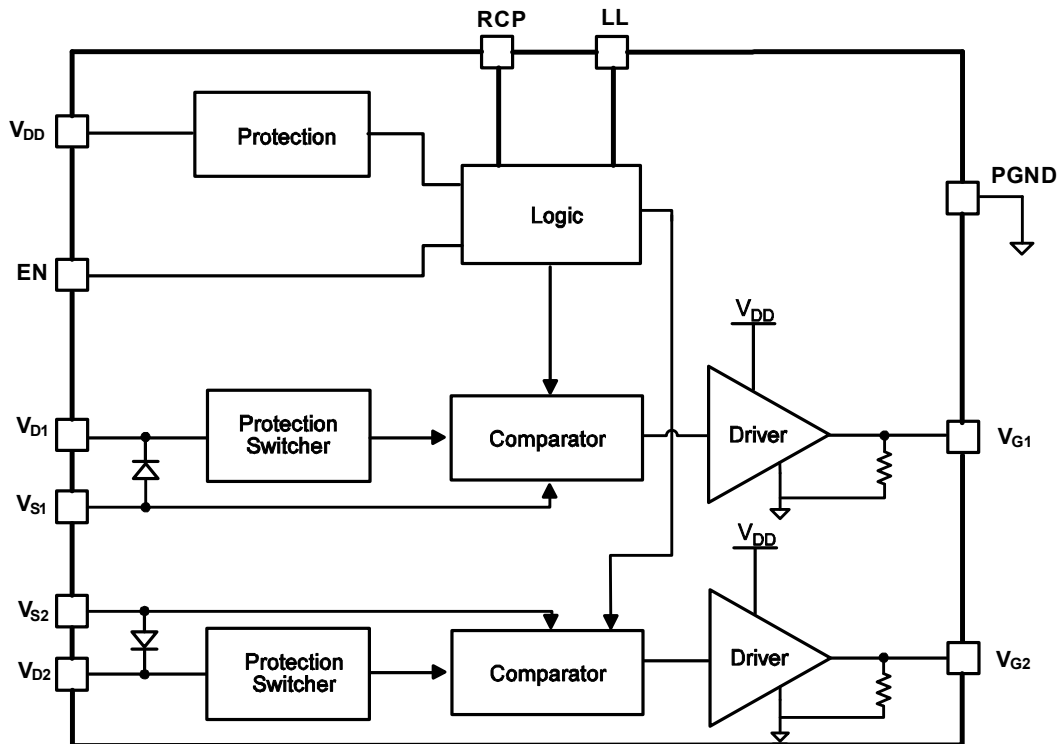 RCP
LL
VDD
Protection
PGND
Logic
EN
VDD
VD1
Protection
Switcher
Comparator
Driver
VG1
VS1
VDD
VS2
VD2
Protection
Switcher
Comparator
Driver
VG2